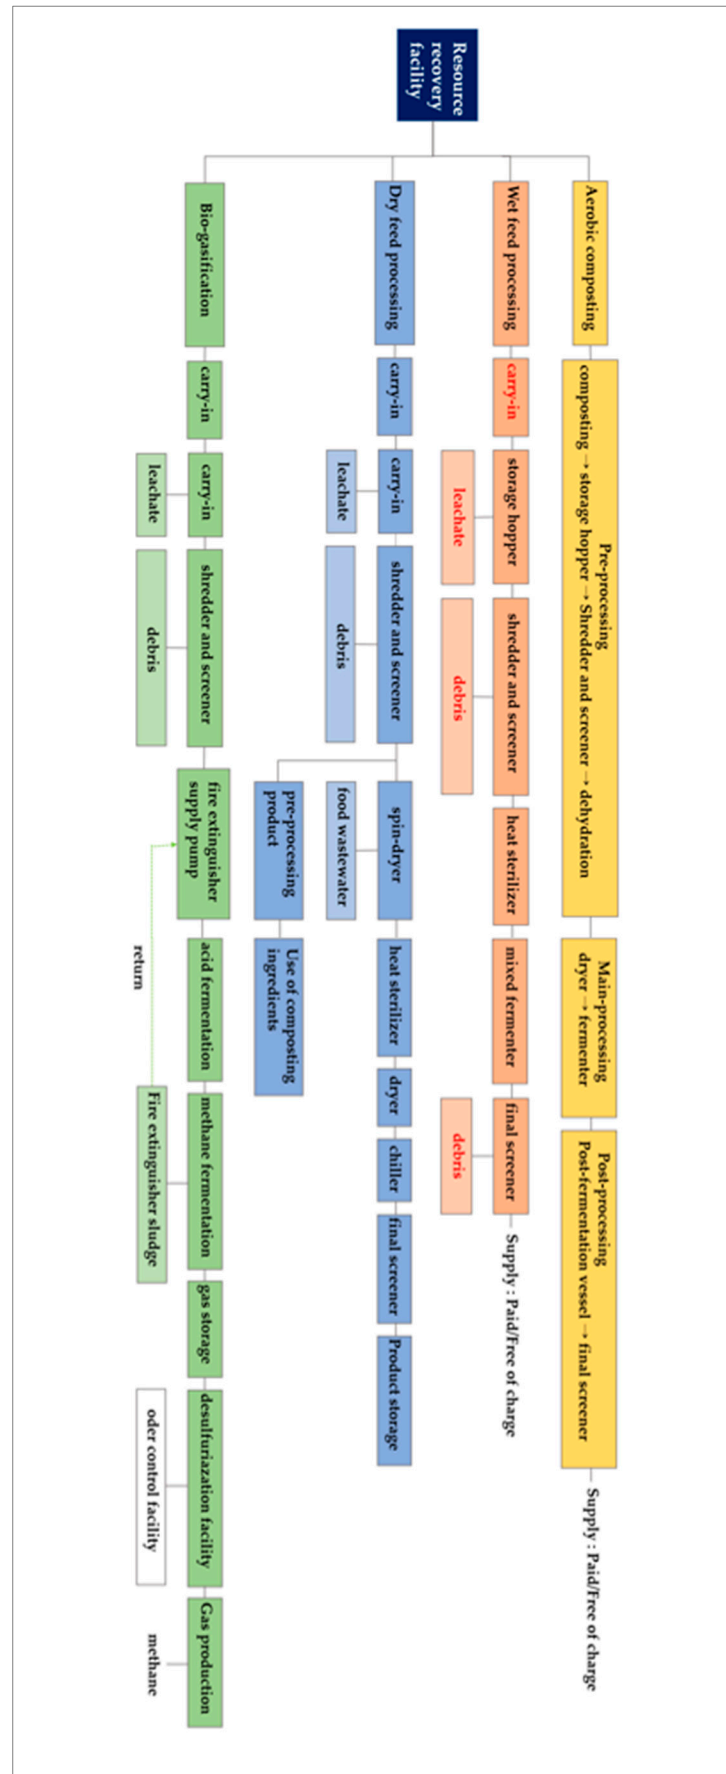 Resource
recovery
facility
Aerobic composting
Pre-processing
composting → storage hopper → Shredder and screener → dehydration
Main-processing
dryer → fermenter
Post-processing
Post-fermentation vessel → final screener
Supply : Paid/Free of charge
Wet feed processing
carry-in
storage hopper
leachate
shredder and screener
debris
heat sterilizer
mixed fermenter
final screener
debris
Supply : Paid/Free of charge
Dry feed processing
carry-in
carry-in
leachate
shredder and screener
debris
spin-dryer
food wastewater
pre-processing
product
Use of composting
ingredients
heat sterilizer
dryer
chiller
final screener
Product storage
Bio-gasification
carry-in
carry-in
leachate
shredder and screener
debris
fire extinguisher
supply pump
return
acid fermentation
methane fermentation
Fire extinguisher sludge
gas storage
desulfuriazation facility
oder control facility
Gas production
methane